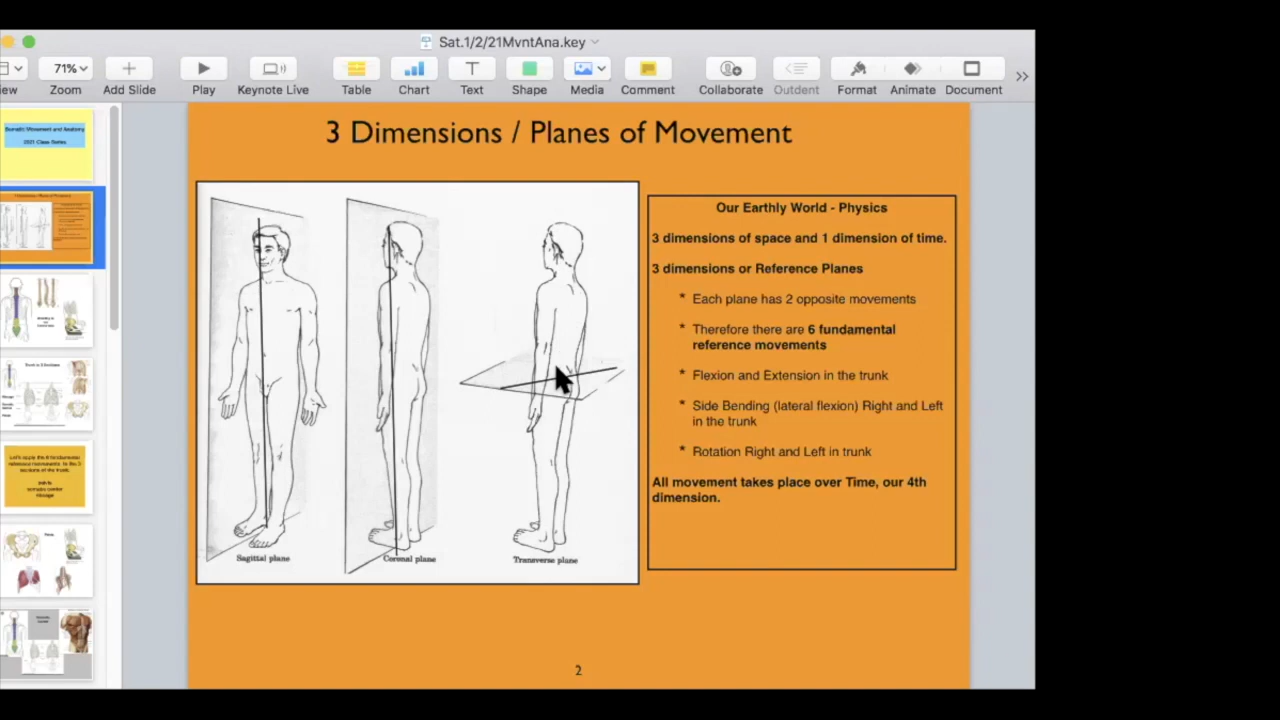 Sat.1/2/21MvntAna.key
71%
iew
Zoom
Add Slide
Play
Keynote Live
Table
Chart
Text
Shape
Media
Comment
Collaborate
Outdent
Format
Animate
Document
3 Dimensions / Planes of Movement
Sagittal plane
Coronal plane
Transverse plane
Our Earthly World - Physics
3 dimensions of space and 1 dimension of time.
3 dimensions or Reference Planes
* Each plane has 2 opposite movements
* Therefore there are 6 fundamental
reference movements
* Flexion and Extension in the trunk
* Side Bending (lateral flexion) Right and Left
in the trunk
* Rotation Right and Left in trunk
All movement takes place over Time, our 4th
dimension.
2
2021 Class Series